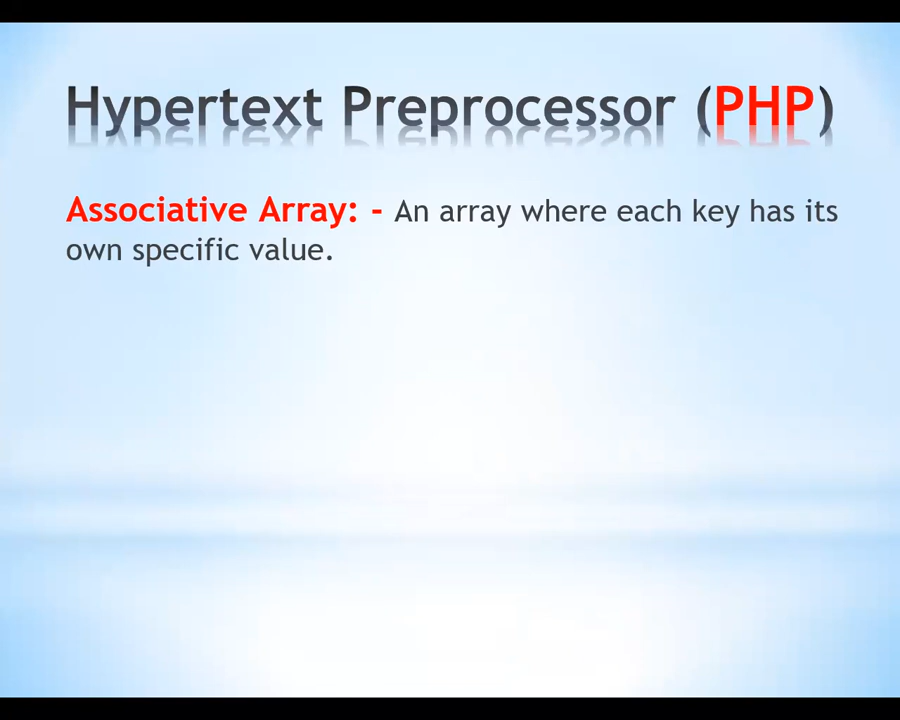 Hypertext Preprocessor (PHP)
Associative Array: - An array where each key has its
own specific value.